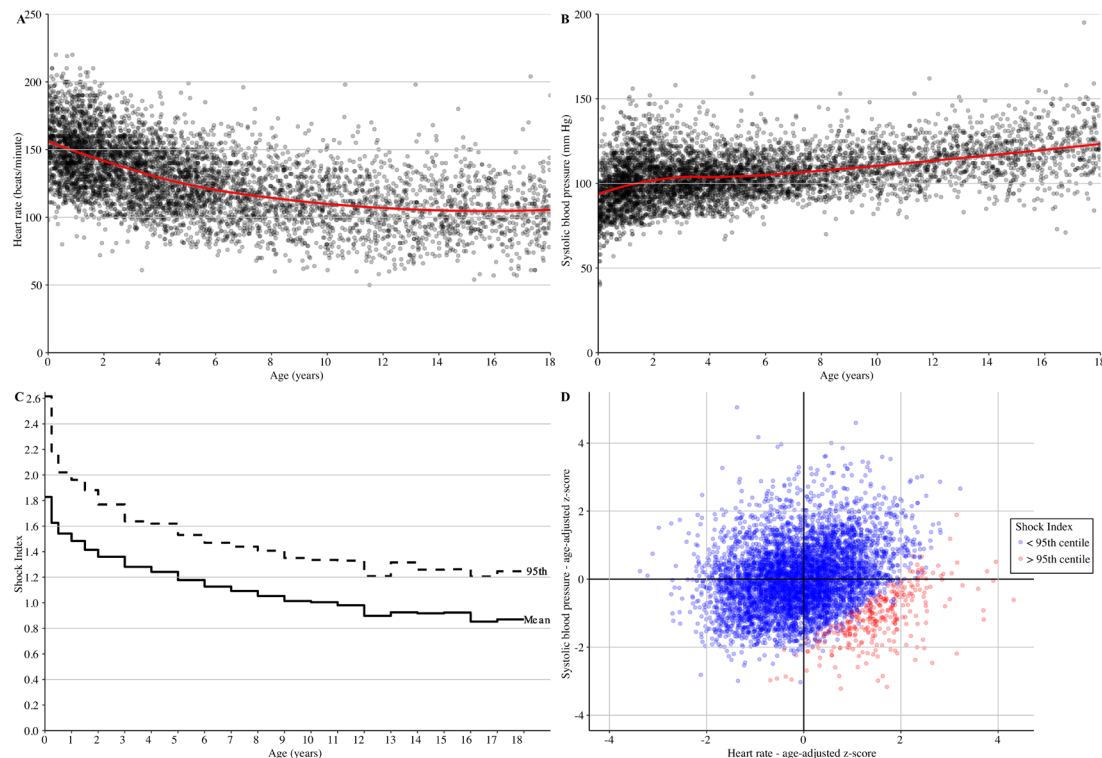 A
250
200
150
100
50
0
Heart rate (beats/minute)
0 2 4 6 8 10 12 14 16 18
Age (years)
B
200
150
100
50
0
Systolic blood pressure (mm Hg)
0 2 4 6 8 10 12 14 16 18
Age (years)
C
2.6
2.4
2.2
2.0
1.8
1.6
1.4
1.2
1.0
0.8
0.6
0.4
0.2
0.0
Shock Index
95th
Mean
0 1 2 3 4 5 6 7 8 9 10 11 12 13 14 15 16 17 18
Age (years)
D
4
2
0
-2
-4
Systolic blood pressure - age-adjusted z-score
-4 -2 0 2 4
Heart rate - age-adjusted z-score
Shock Index
< 95th centile
> 95th centile